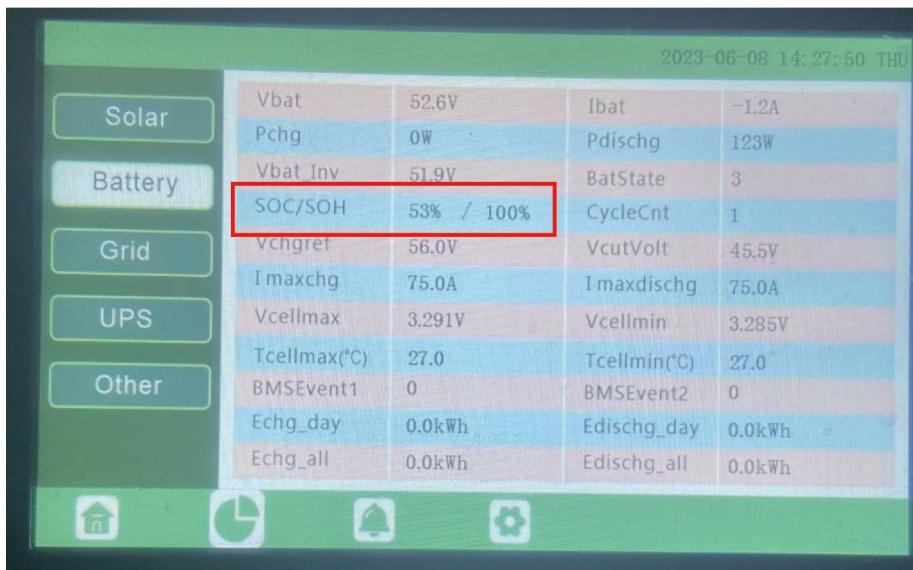 2023-06-08 14:27:50 THU
Solar
Battery
Grid
UPS
Other
Vbat 52.6V Ibat -1.2A
Pchg 0W Pdischg 123W
Vbat_Inv 51.9V BatState 3
SOC/SOH 53% / 100% CycleCnt 1
Vchgref 56.0V VcutVolt 45.5V
Imaxchg 75.0A Imaxdischg 75.0A
Vcellmax 3.291V Vcellmin 3.285V
Tcellmax(°C) 27.0 Tcellmin(°C) 27.0
BMSEvent1 0 BMSEvent2 0
Echg_day 0.0kWh Edischg_day 0.0kWh
Echg_all 0.0kWh Edischg_all 0.0kWh